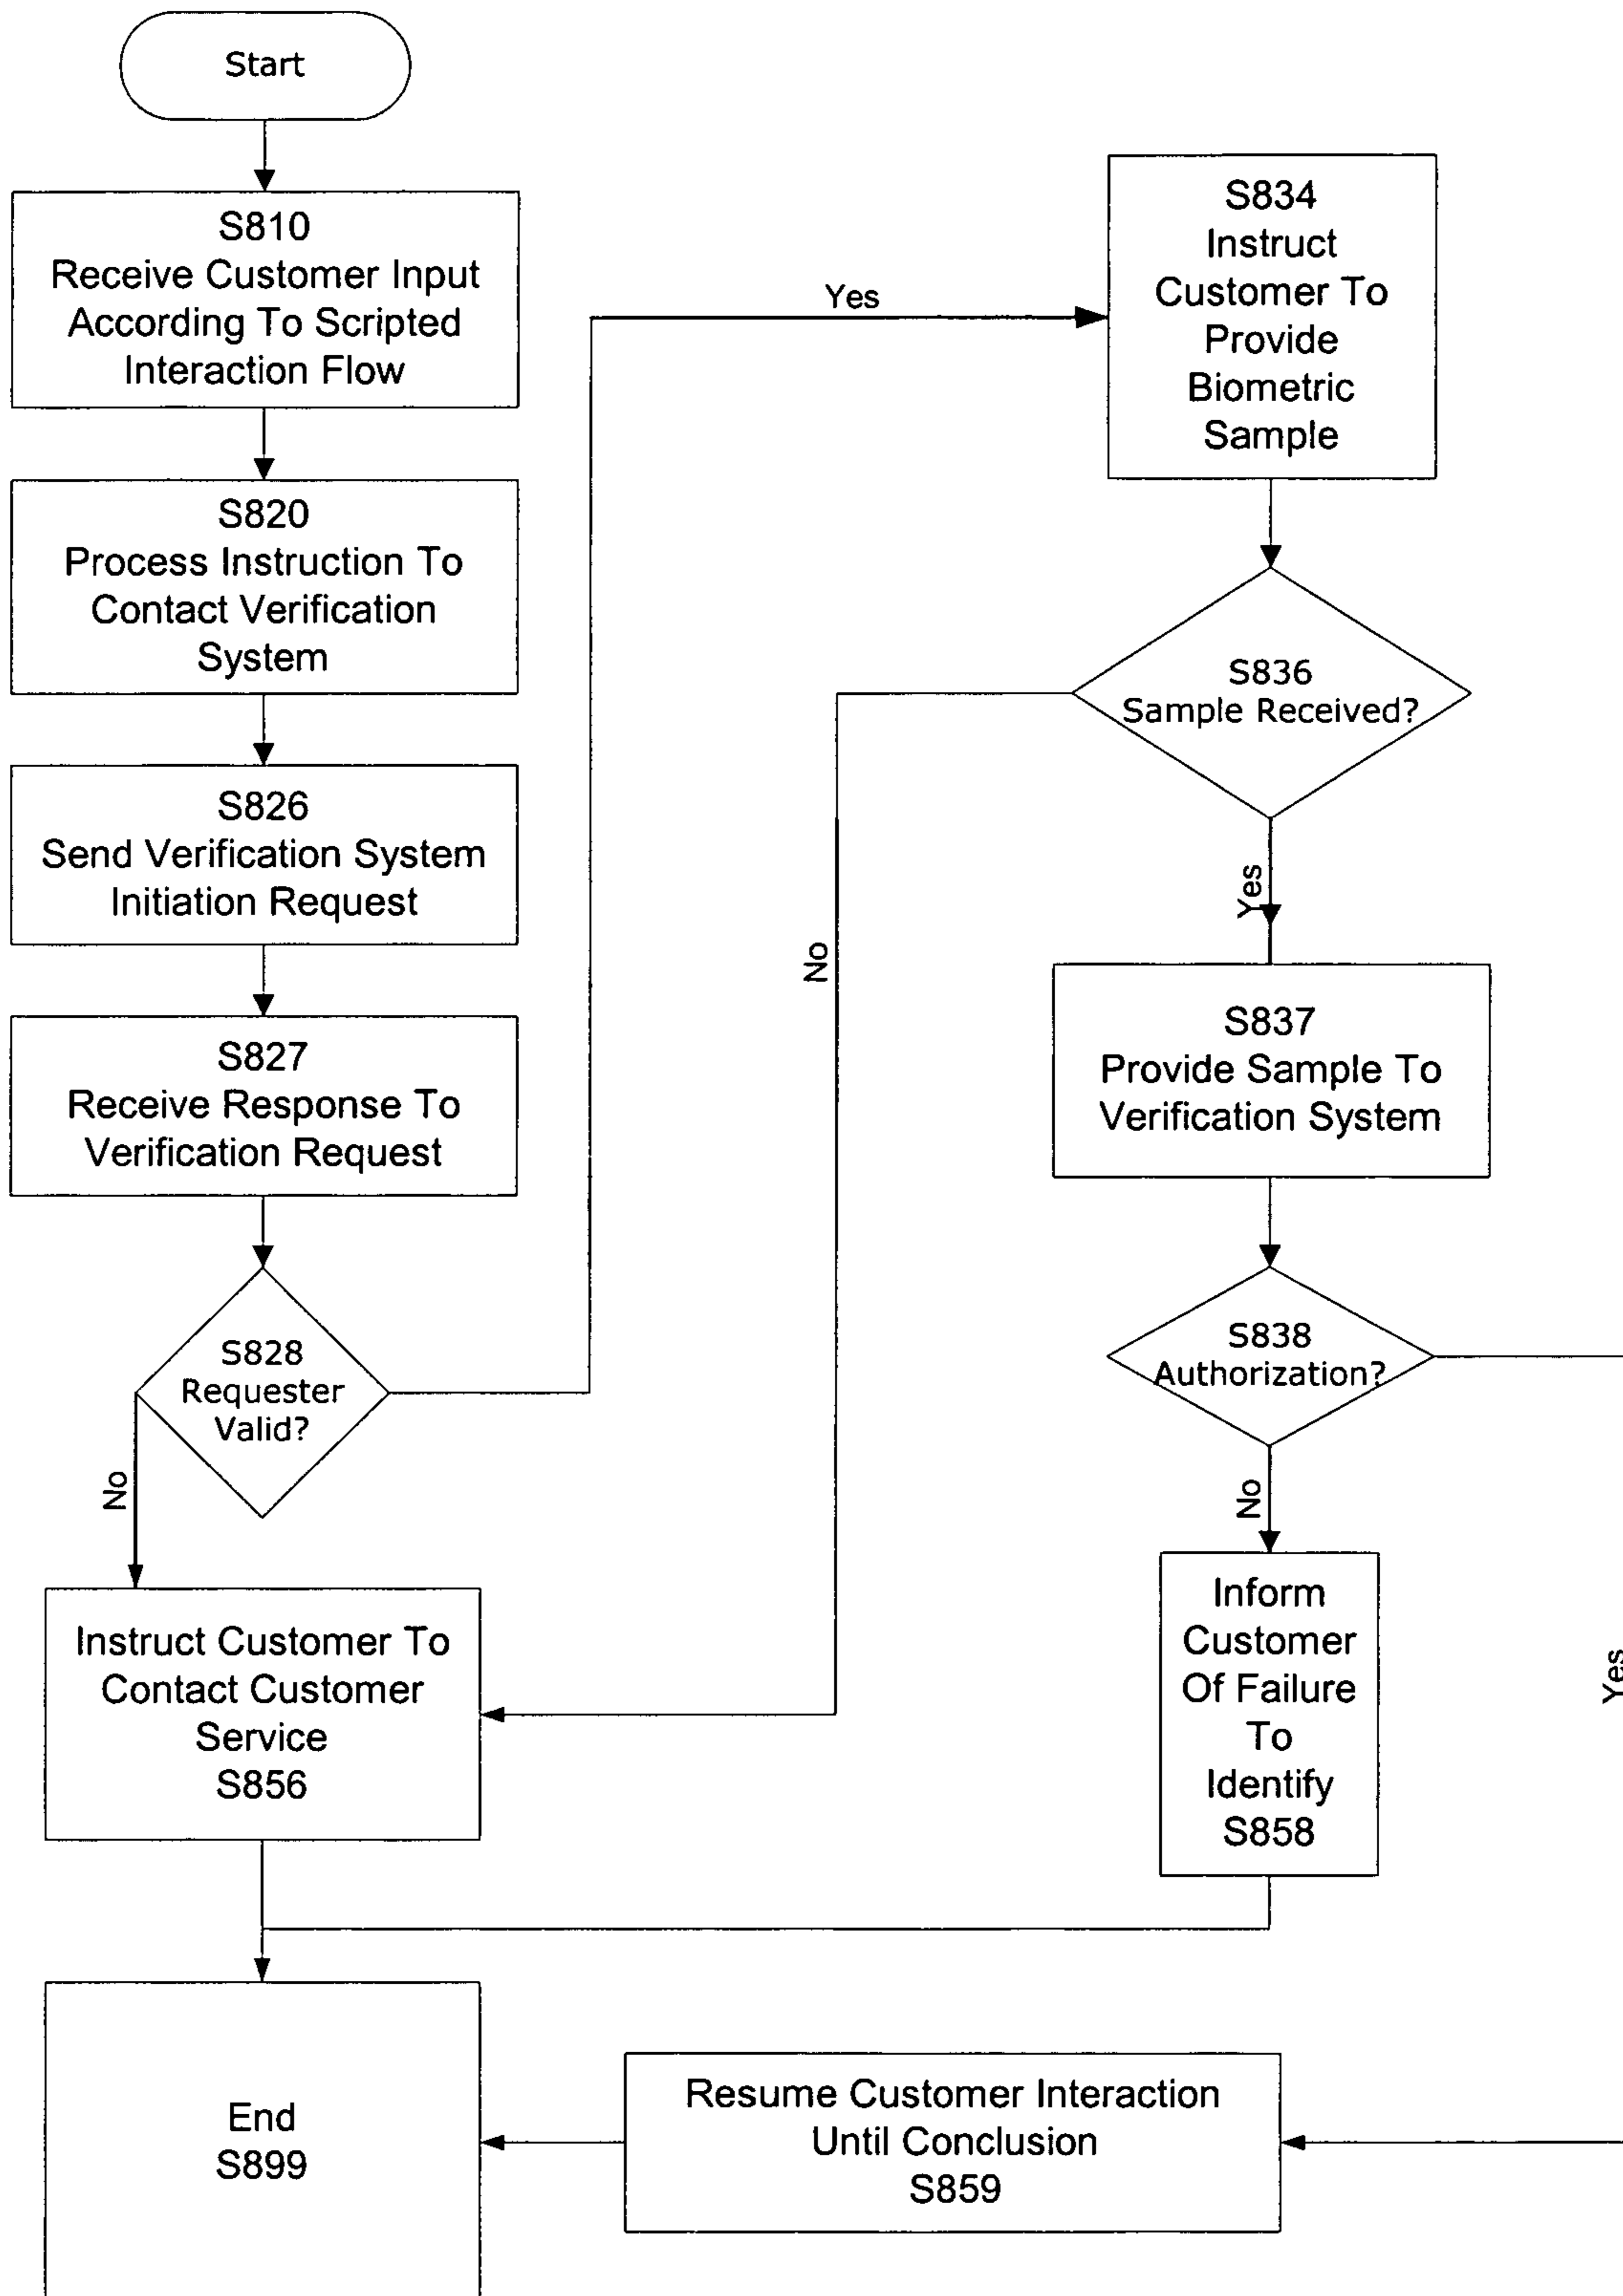 Start
S810
Receive Customer Input
According To Scripted
Interaction Flow
S820
Process Instruction To
Contact Verification
System
S826
Send Verification System
Initiation Request
S827
Receive Response To
Verification Request
S828
Requester
Valid?
No
Yes
Instruct Customer To
Contact Customer
Service
S856
S834
Instruct
Customer To
Provide
Biometric
Sample
S836
Sample Received?
No
Yes
S837
Provide Sample To
Verification System
S838
Authorization?
No
Yes
Inform
Customer
Of Failure
To
Identify
S858
Resume Customer Interaction
Until Conclusion
S859
End
S899